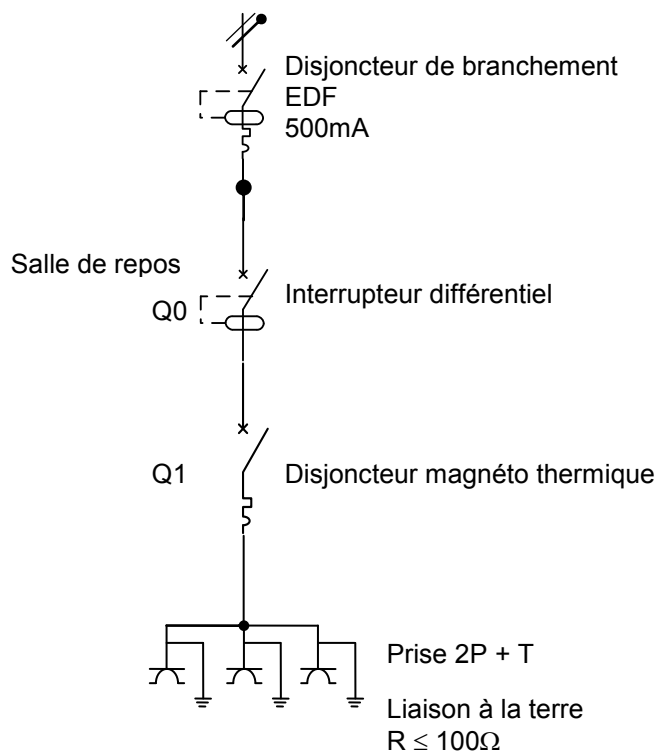 Disjoncteur de branchement
EDF
500mA
Salle de repos
Q0
Interrupteur différentiel
Q1
Disjoncteur magnéto thermique
Prise 2P + T
Liaison à la terre
R ≤ 100Ω